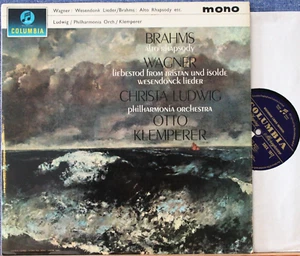 Wagner: Wesendonk Lieder/Brahms: Alto Rhapsody etc.
mono
Ludwig/Philharmonia Orch/Klemperer
COLUMBIA
BRAHMS
alto rhapsody
WAGNER
liebestod from tristan und isolde
wesendonck lieder
CHRISTA LUDWIG
philharmonia orchestra
OTTO
KLEMPERER